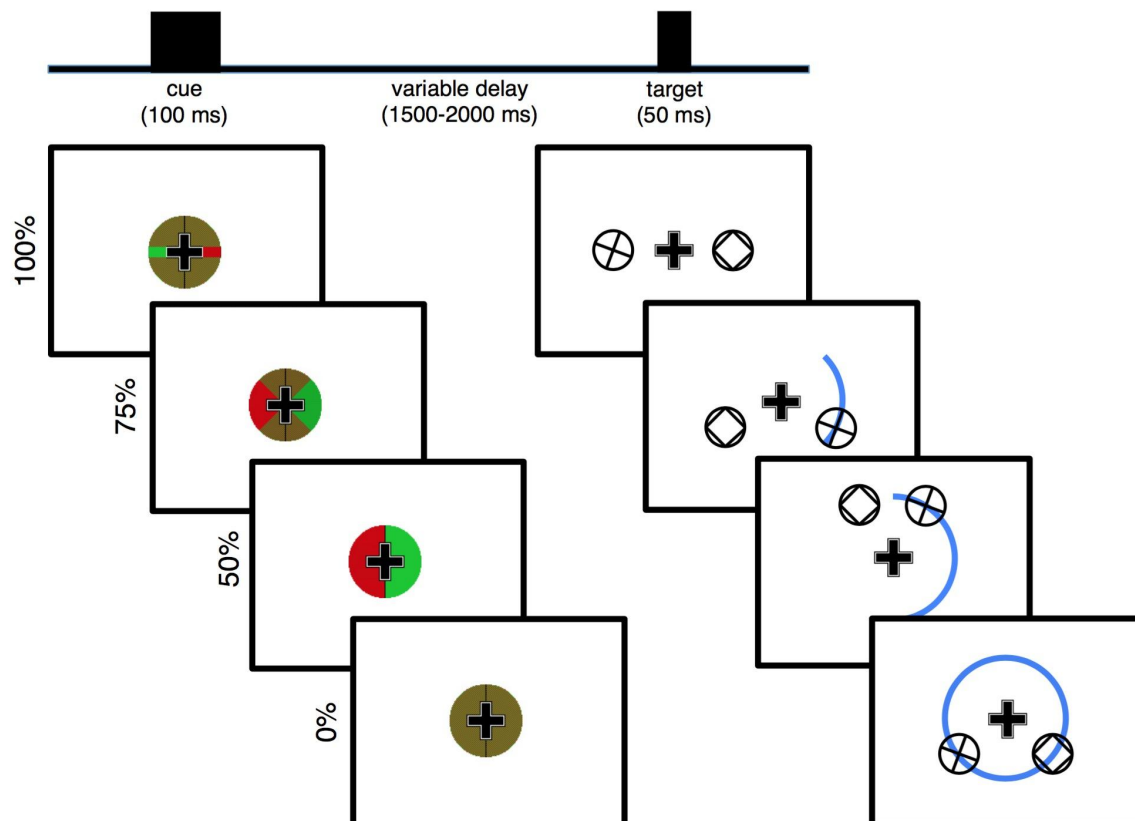 cue
(100 ms)
variable delay
(1500-2000 ms)
target
(50 ms)
100%
75%
50%
0%